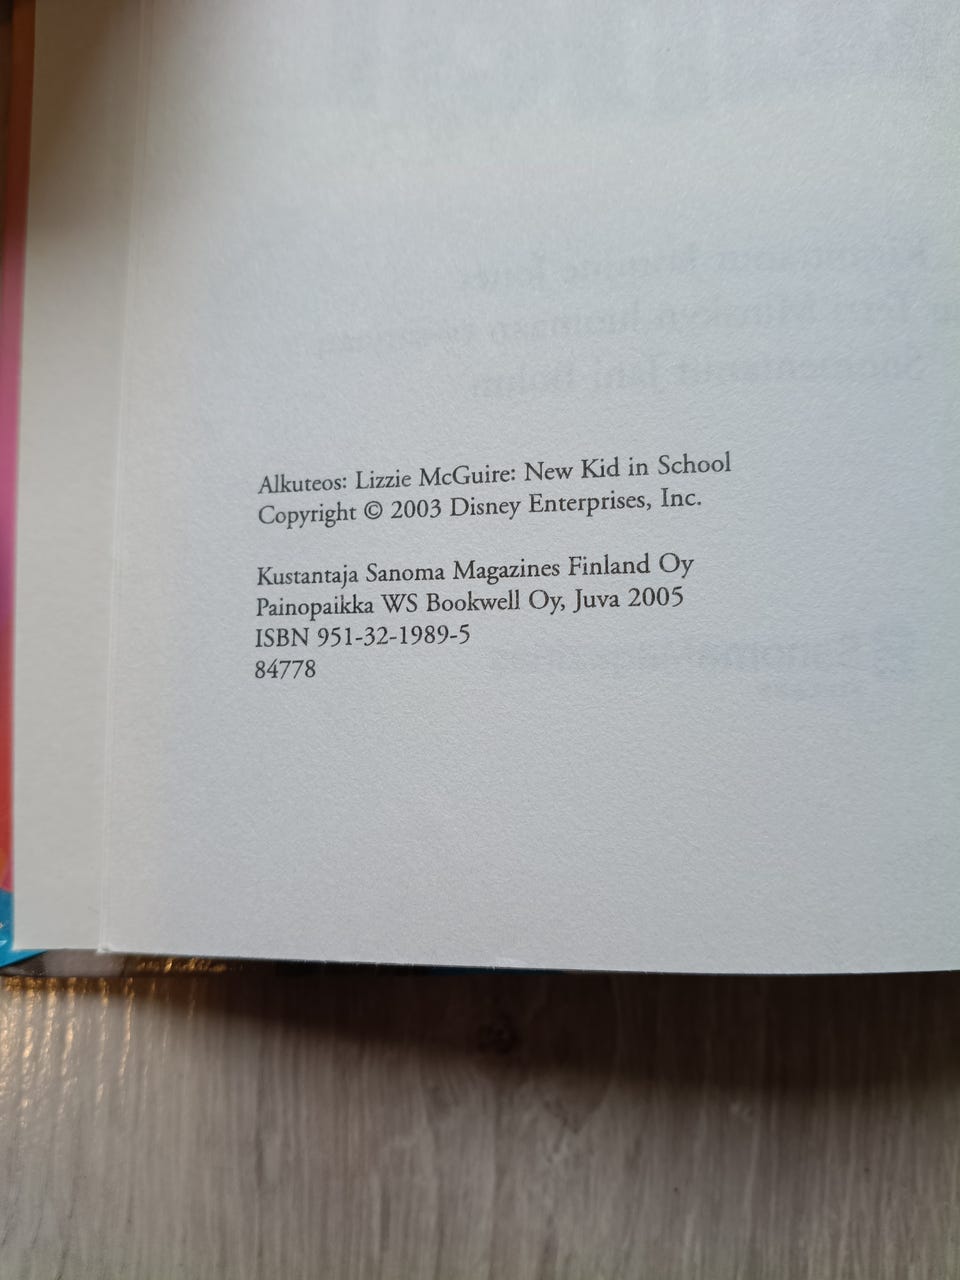 Alkuteos: Lizzie McGuire: New Kid in School
Copyright © 2003 Disney Enterprises, Inc.
Kustantaja Sanoma Magazines Finland Oy
Painopaikka WS Bookwell Oy, Juva 2005
ISBN 951-32-1989-5
84778